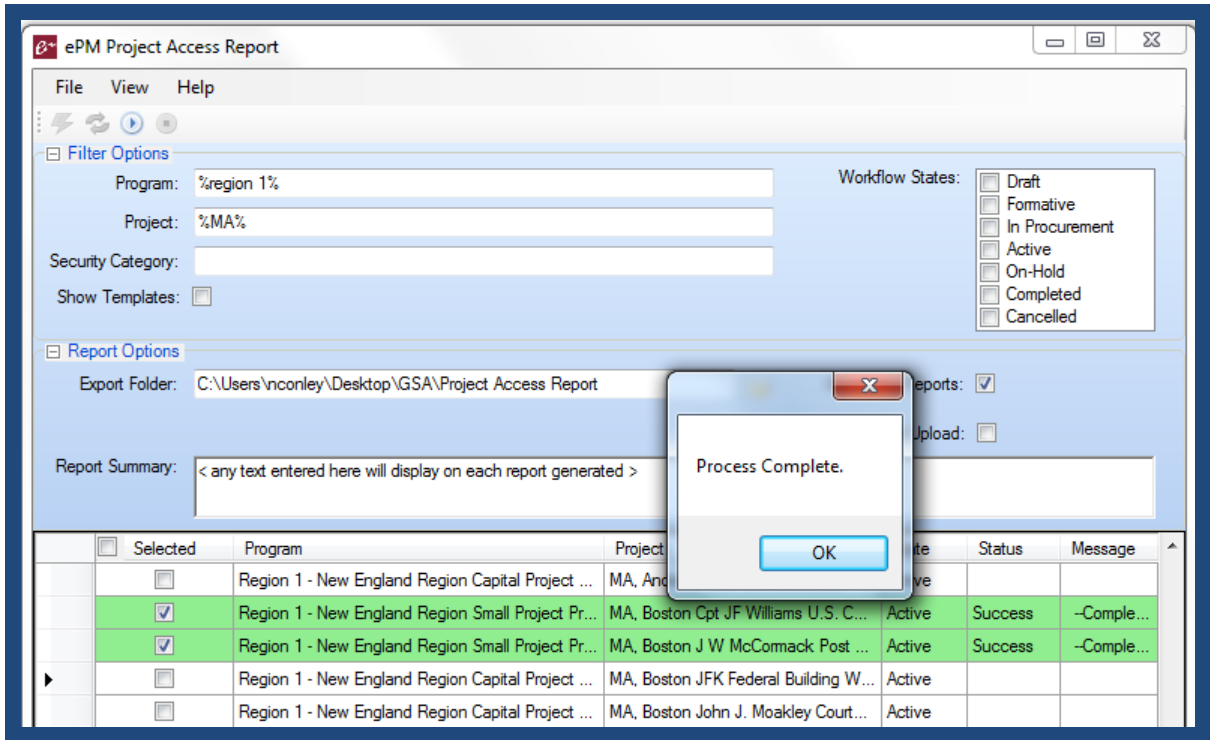 ePM Project Access Report
File View Help
Filter Options
Program: %region 1%
Workflow States:
Draft
Formative
In Procurement
Active
On-Hold
Completed
Cancelled
Project: %MA%
Security Category:
Show Templates:
Report Options
Export Folder: C:\Users\nconley\Desktop\GSA\Project Access Report
eports:
Upload:
Report Summary: < any text entered here will display on each report generated >
Process Complete.
OK
Selected Program Project te Status Message
Region 1 - New England Region Capital Project ... MA, And ve
Region 1 - New England Region Small Project Pr... MA, Boston Cpt JF Williams U.S. C... Active Success --Comple...
Region 1 - New England Region Small Project Pr... MA, Boston J W McCormack Post ... Active Success --Comple...
Region 1 - New England Region Capital Project ... MA, Boston JFK Federal Building W... Active
Region 1 - New England Region Capital Project ... MA, Boston John J. Moakley Court... Active